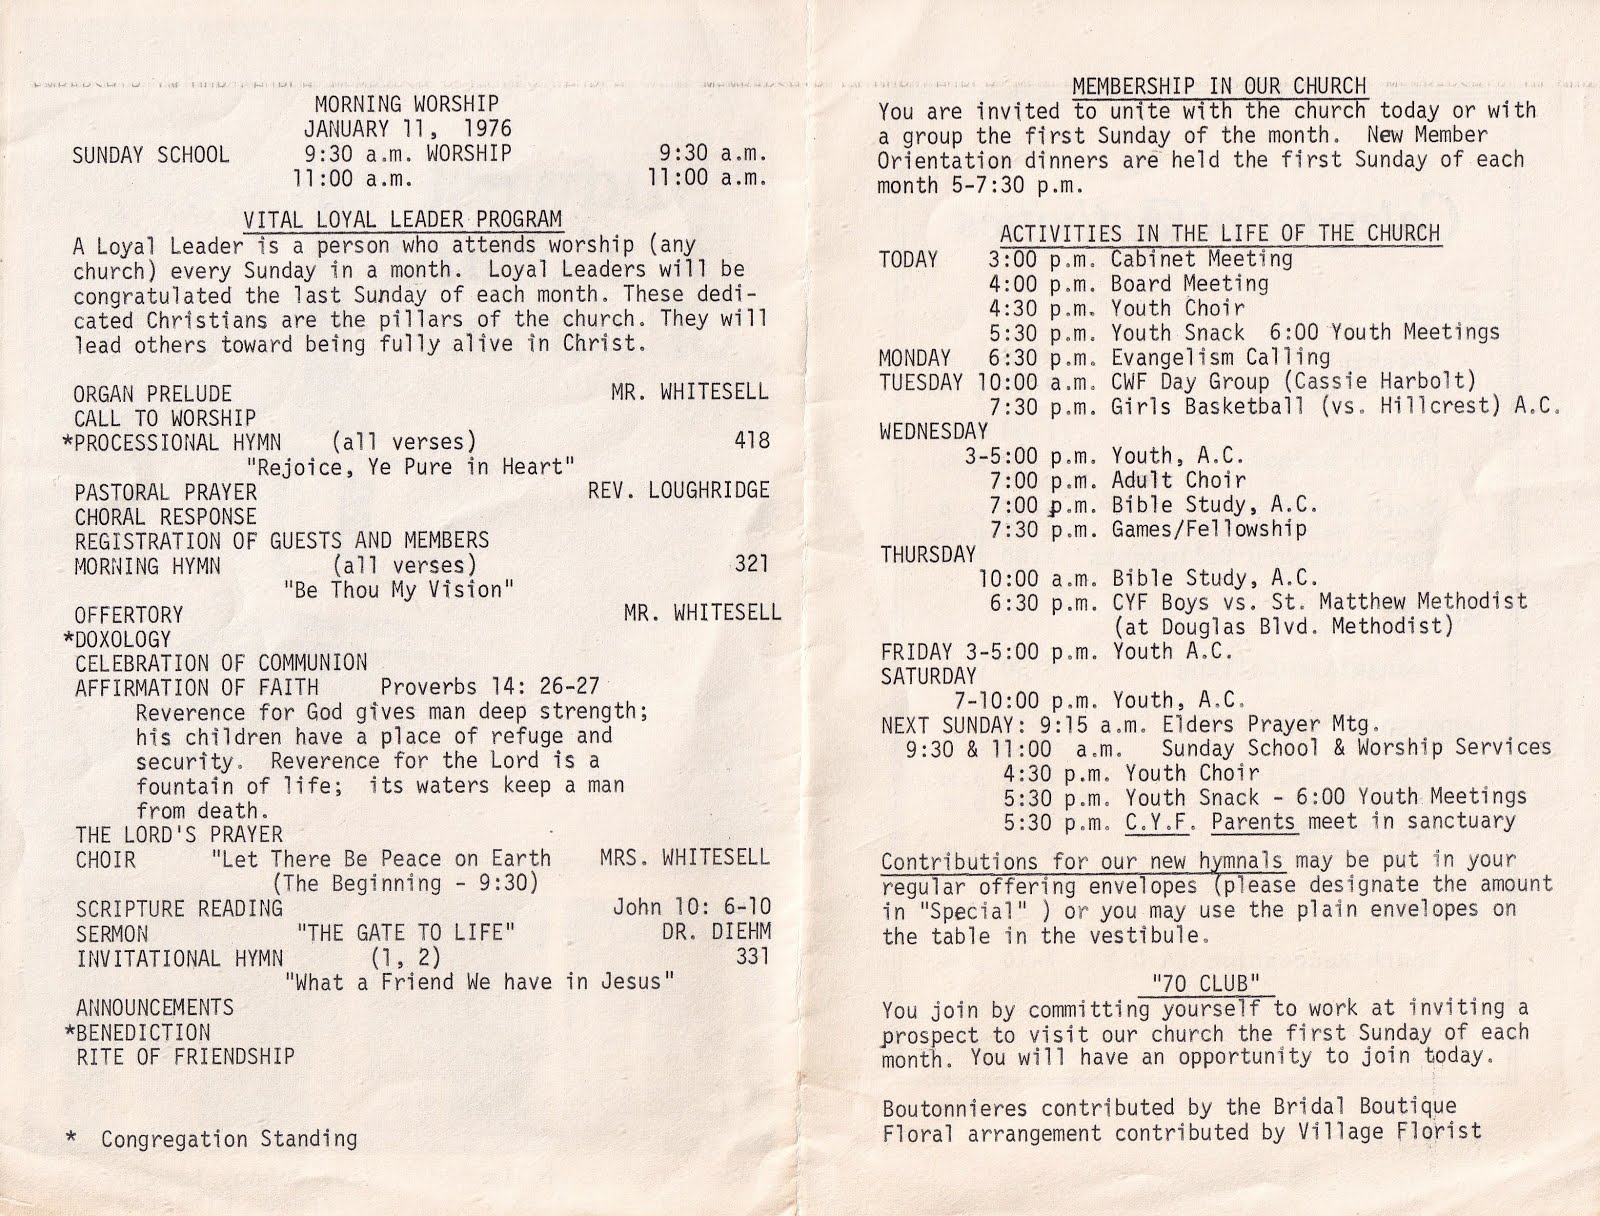 MORNING WORSHIP
JANUARY 11, 1976
SUNDAY SCHOOL 9:30 a.m. WORSHIP 9:30 a.m.
11:00 a.m. 11:00 a.m.
VITAL LOYAL LEADER PROGRAM
A Loyal Leader is a person who attends worship (any
church) every Sunday in a month. Loyal Leaders will be
congratulated the last Sunday of each month. These dedi-
cated Christians are the pillars of the church. They will
lead others toward being fully alive in Christ.
ORGAN PRELUDE MR. WHITESELL
CALL TO WORSHIP
*PROCESSIONAL HYMN (all verses) 418
"Rejoice, Ye Pure in Heart"
PASTORAL PRAYER REV. LOUGHRIDGE
CHORAL RESPONSE
REGISTRATION OF GUESTS AND MEMBERS
MORNING HYMN (all verses) 321
"Be Thou My Vision"
OFFERTORY MR. WHITESELL
*DOXOLOGY
CELEBRATION OF COMMUNION
AFFIRMATION OF FAITH Proverbs 14: 26-27
Reverence for God gives man deep strength;
his children have a place of refuge and
security. Reverence for the Lord is a
fountain of life; its waters keep a man
from death.
THE LORD'S PRAYER
CHOIR "Let There Be Peace on Earth MRS. WHITESELL
(The Beginning - 9:30)
SCRIPTURE READING John 10: 6-10
SERMON "THE GATE TO LIFE" DR. DIEHM
INVITATIONAL HYMN (1, 2) 331
"What a Friend We have in Jesus"
ANNOUNCEMENTS
*BENEDICTION
RITE OF FRIENDSHIP
* Congregation Standing
MEMBERSHIP IN OUR CHURCH
You are invited to unite with the church today or with
a group the first Sunday of the month. New Member
Orientation dinners are held the first Sunday of each
month 5-7:30 p.m.
ACTIVITIES IN THE LIFE OF THE CHURCH
TODAY 3:00 p.m. Cabinet Meeting
4:00 p.m. Board Meeting
4:30 p.m. Youth Choir
5:30 p.m. Youth Snack 6:00 Youth Meetings
MONDAY 6:30 p.m. Evangelism Calling
TUESDAY 10:00 a.m. CWF Day Group (Cassie Harbolt)
7:30 p.m. Girls Basketball (vs. Hillcrest) A.C.
WEDNESDAY
3-5:00 p.m. Youth, A.C.
7:00 p.m. Adult Choir
7:00 p.m. Bible Study, A.C.
7:30 p.m. Games/Fellowship
THURSDAY
10:00 a.m. Bible Study, A.C.
6:30 p.m. CYF Boys vs. St. Matthew Methodist
(at Douglas Blvd. Methodist)
FRIDAY 3-5:00 p.m. Youth A.C.
SATURDAY
7-10:00 p.m. Youth, A.C.
NEXT SUNDAY: 9:15 a.m. Elders Prayer Mtg.
9:30 & 11:00 a.m. Sunday School & Worship Services
4:30 p.m. Youth Choir
5:30 p.m. Youth Snack - 6:00 Youth Meetings
5:30 p.m. C.Y.F. Parents meet in sanctuary
Contributions for our new hymnals may be put in your
regular offering envelopes (please designate the amount
in "Special" ) or you may use the plain envelopes on
the table in the vestibule.
"70 CLUB"
You join by committing yourself to work at inviting a
prospect to visit our church the first Sunday of each
month. You will have an opportunity to join today.
Boutonnieres contributed by the Bridal Boutique
Floral arrangement contributed by Village Florist